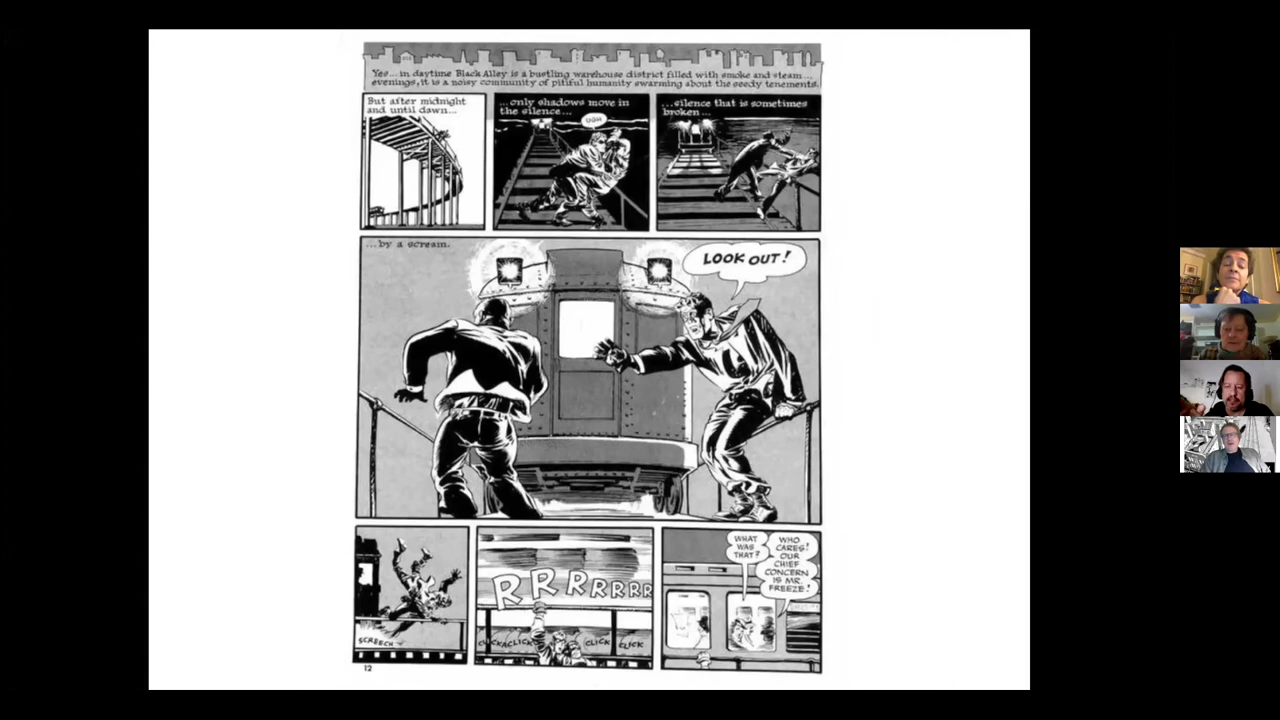 Yes... in daytime Black Alley is a bustling warehouse district filled with smoke and steam...
evenings, it is a noisy community of pitiful humanity swarming about the seedy tenements.
But after midnight
and until dawn...
...only shadows move in
the silence...
UGH
...silence that is sometimes
broken...
...by a scream.
LOOK OUT!
SCREECH
RRRRRRRR
CLICKACLICK
CLICK
CLICK
WHAT
WAS
THAT?
WHO
CARES!
OUR
CHIEF
CONCERN
IS MR.
FREEZE!
12